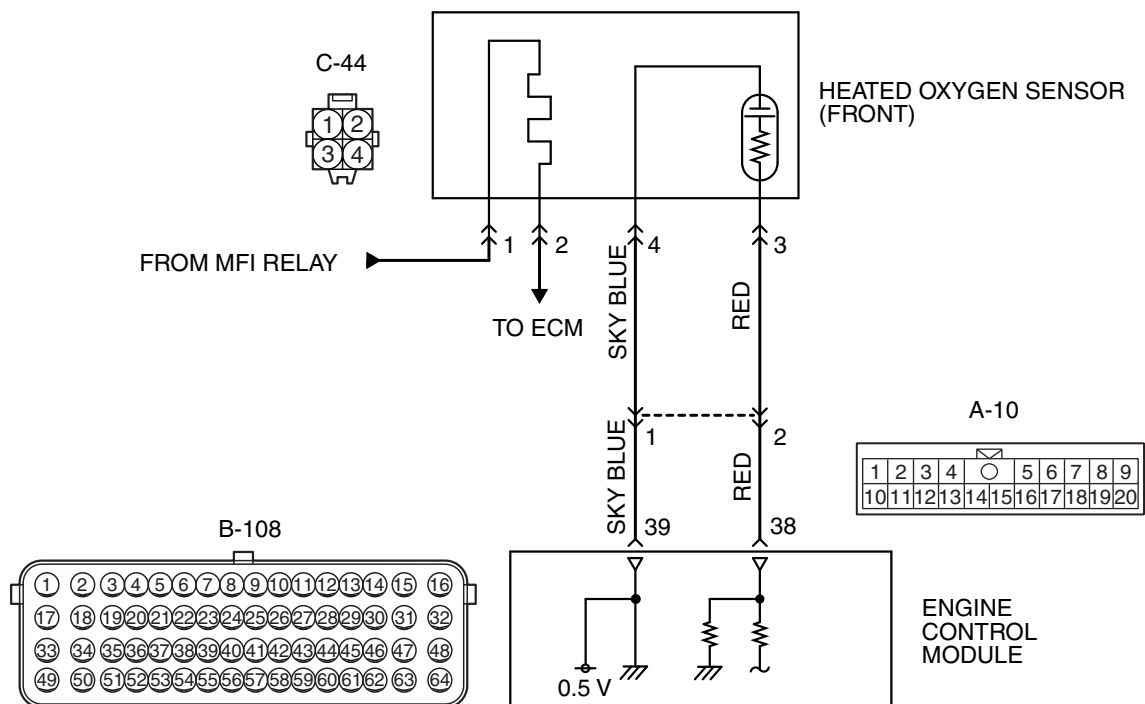 C-44
1 2
3 4
HEATED OXYGEN SENSOR
(FRONT)
1 2 4 3
FROM MFI RELAY
TO ECM
SKY BLUE
RED
1 2
SKY BLUE
RED
39 38
A-10
1 2 3 4 5 6 7 8 9
10 11 12 13 14 15 16 17 18 19 20
B-108
1 2 3 4 5 6 7 8 9 10 11 12 13 14 15 16
17 18 19 20 21 22 23 24 25 26 27 28 29 30 31 32
33 34 35 36 37 38 39 40 41 42 43 44 45 46 47 48
49 50 51 52 53 54 55 56 57 58 59 60 61 62 63 64
0.5 V
ENGINE
CONTROL
MODULE